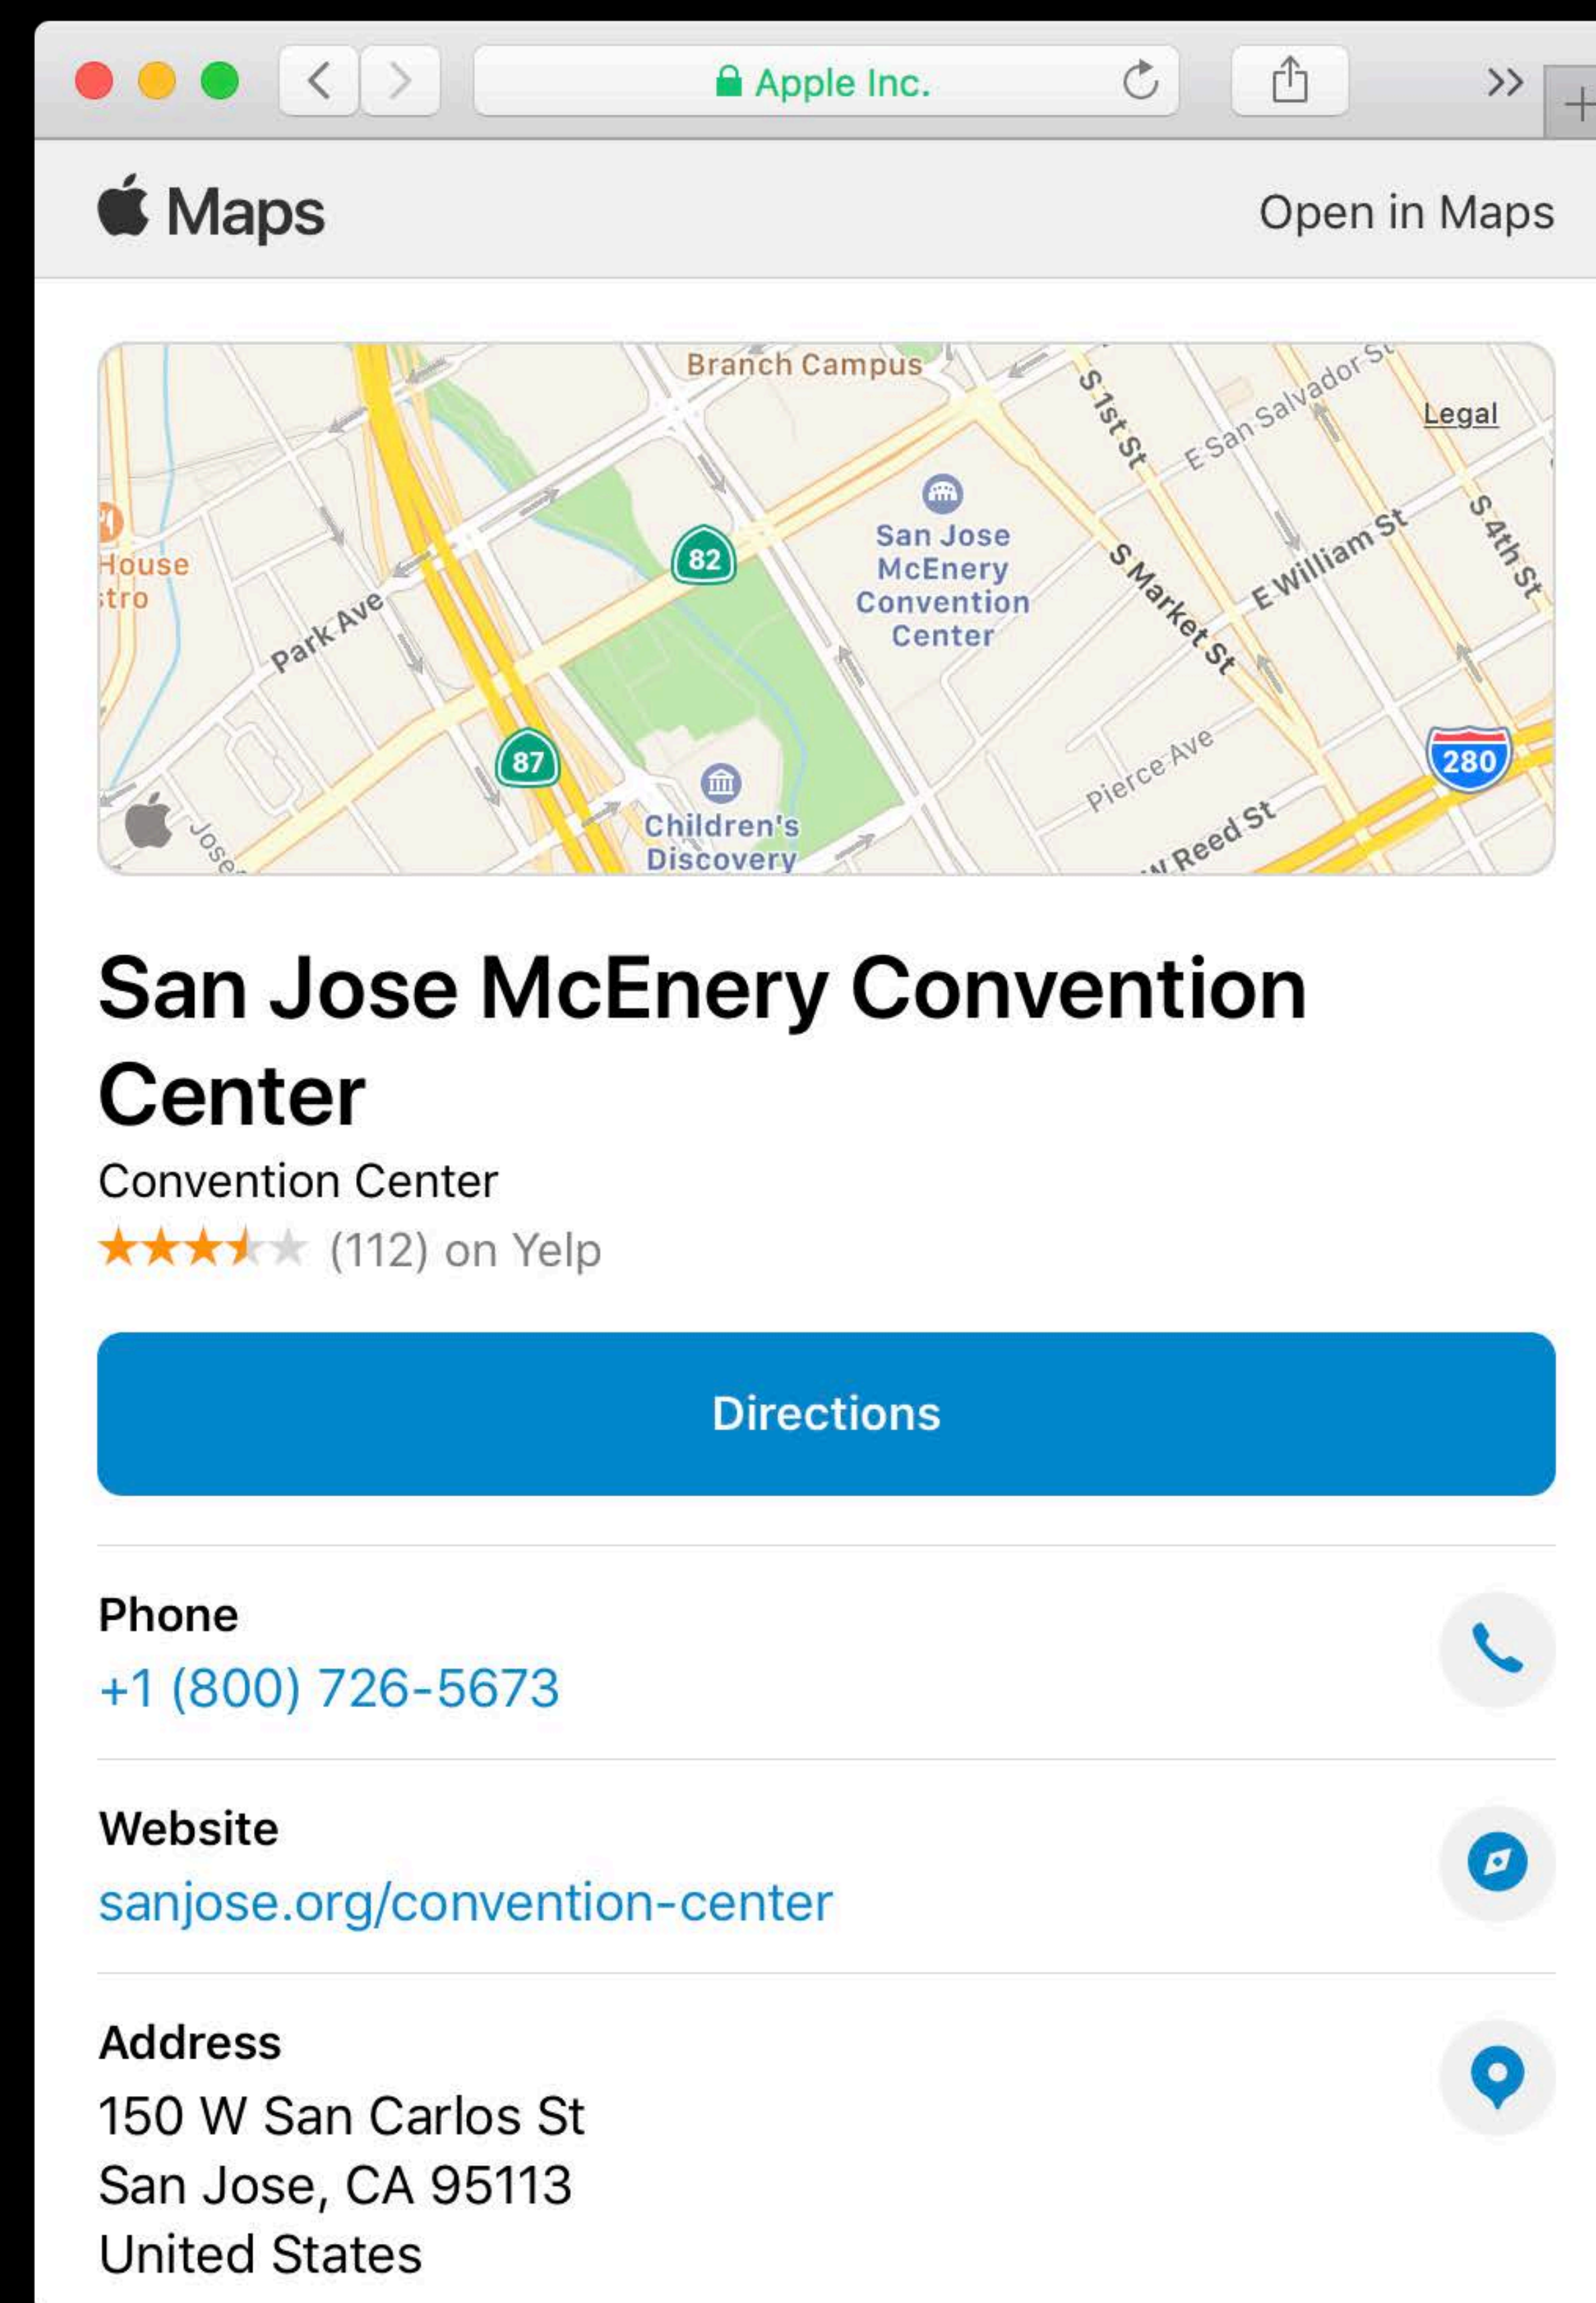 Apple Inc.
Maps
Open in Maps
Branch Campus
S 1st St
E San Salvador St
Legal
House
stro
Park Ave
82
San Jose
McEnery
Convention
Center
S Market St
E William St
S 4th St
87
Children's
Discovery
Pierce Ave
280
W Reed St
Jose
San Jose McEnery Convention
Center
Convention Center
(112) on Yelp
Directions
Phone
+1 (800) 726-5673
Website
sanjose.org/convention-center
Address
150 W San Carlos St
San Jose, CA 95113
United States